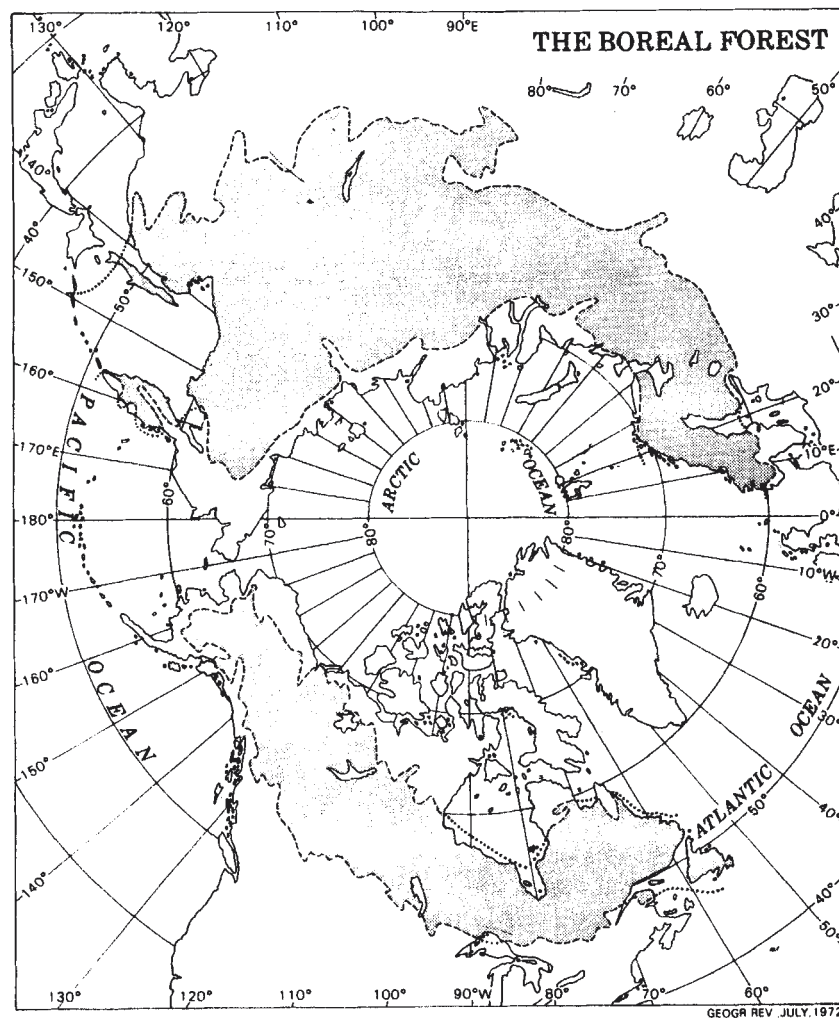 130° 120° 110° 100° 90°E
THE BOREAL FOREST
80° 70° 60° 50°
140°
40°
40°
150°
50°
30°
160°
20°
PACIFIC
170°E
10°E
ARCTIC
OCEAN
60°
180° 70° 80° 80° 0°
70°
60°
10°W
170°W
20°
160°
OCEAN
30°
OCEAN
150°
ATLANTIC
50°
40°
140°
50°
130° 120° 110° 100° 90°W 80° 70° 60°
GEOGR REV., JULY, 1977